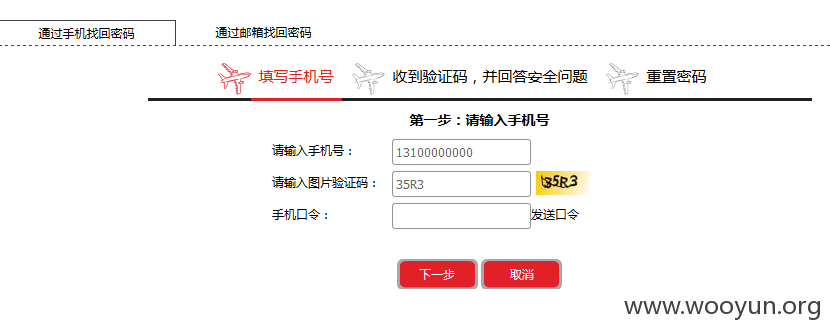 通过手机找回密码 通过邮箱找回密码
填写手机号 收到验证码，并回答安全问题 重置密码
第一步：请输入手机号
请输入手机号： 13100000000
请输入图片验证码： 35R3 35R3
手机口令： 发送口令
下一步 取消
www.wooyun.org